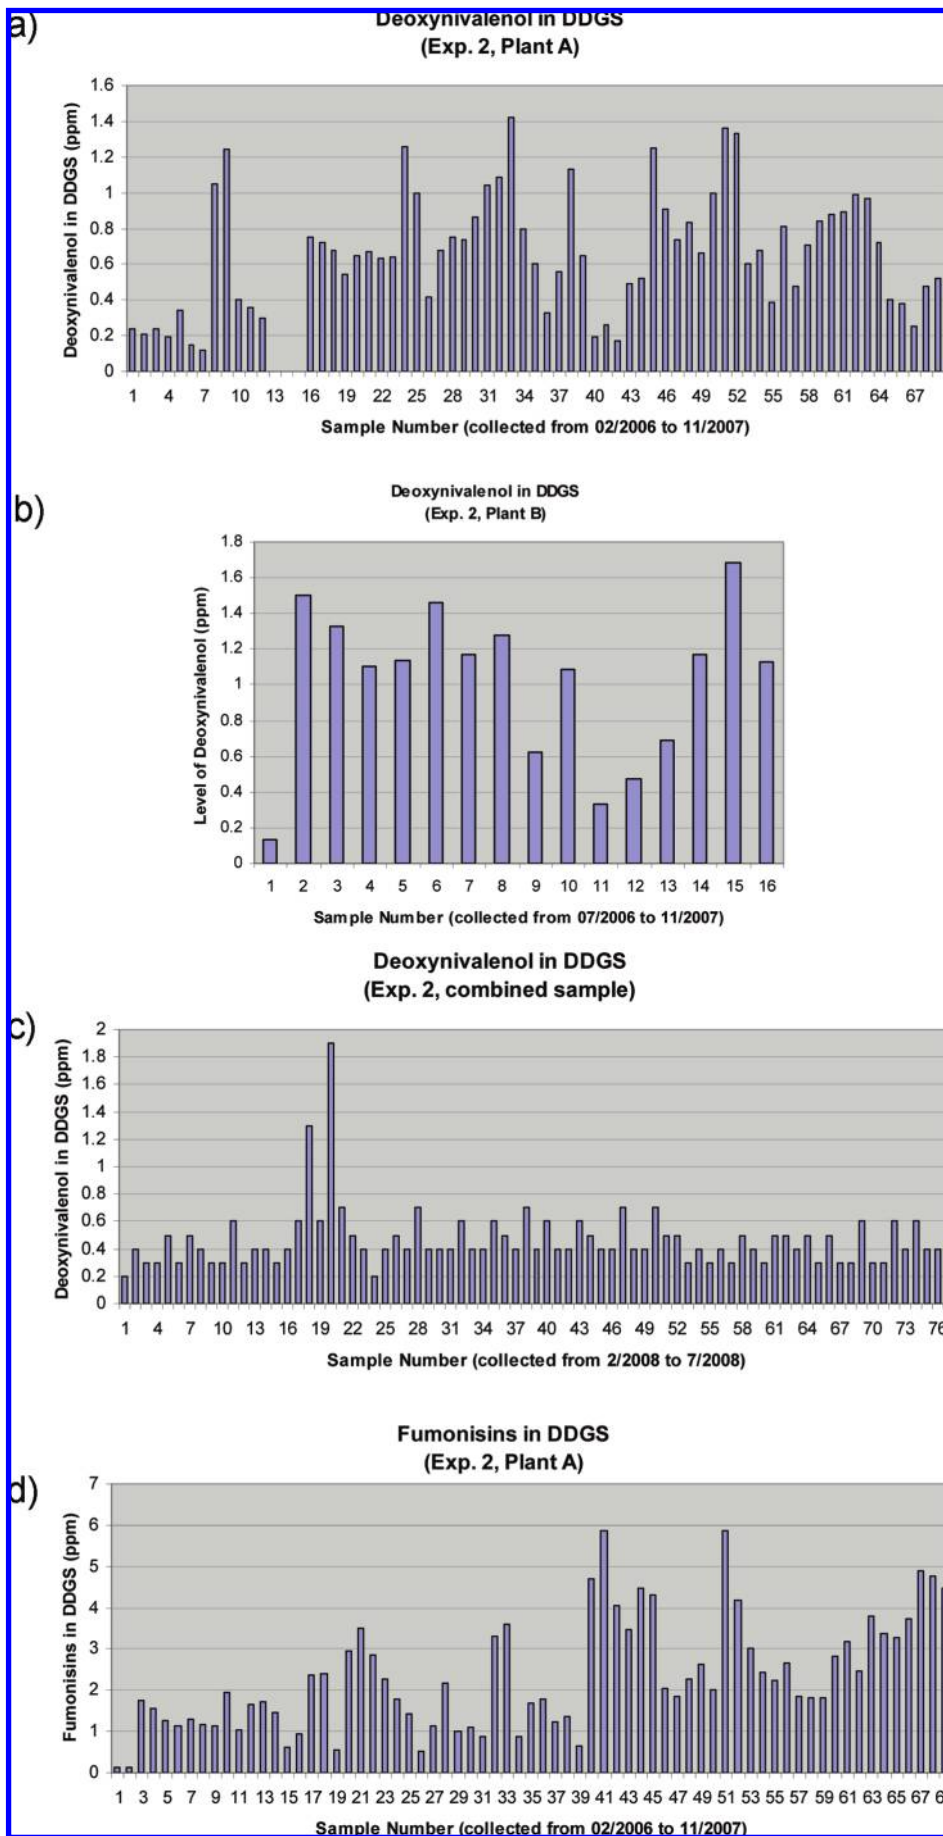 a)
Deoxynivalenol in DDGS
(Exp. 2, Plant A)
Deoxynivalenol in DDGS (ppm)
1.6
1.4
1.2
1
0.8
0.6
0.4
0.2
0
1 4 7 10 13 16 19 22 25 28 31 34 37 40 43 46 49 52 55 58 61 64 67
Sample Number (collected from 02/2006 to 11/2007)
b)
Deoxynivalenol in DDGS
(Exp. 2, Plant B)
Level of Deoxynivalenol (ppm)
1.8
1.6
1.4
1.2
1
0.8
0.6
0.4
0.2
0
1 2 3 4 5 6 7 8 9 10 11 12 13 14 15 16
Sample Number (collected from 07/2006 to 11/2007)
Deoxynivalenol in DDGS
(Exp. 2, combined sample)
c)
Deoxynivalenol in DDGS (ppm)
2
1.8
1.6
1.4
1.2
1
0.8
0.6
0.4
0.2
0
1 4 7 10 13 16 19 22 25 28 31 34 37 40 43 46 49 52 55 58 61 64 67 70 73 76
Sample Number (collected from 2/2008 to 7/2008)
Fumonisins in DDGS
(Exp. 2, Plant A)
d)
Fumonisins in DDGS (ppm)
7
6
5
4
3
2
1
0
1 3 5 7 9 11 13 15 17 19 21 23 25 27 29 31 33 35 37 39 41 43 45 47 49 51 53 55 57 59 61 63 65 67
Sample Number (collected from 02/2006 to 11/2007)